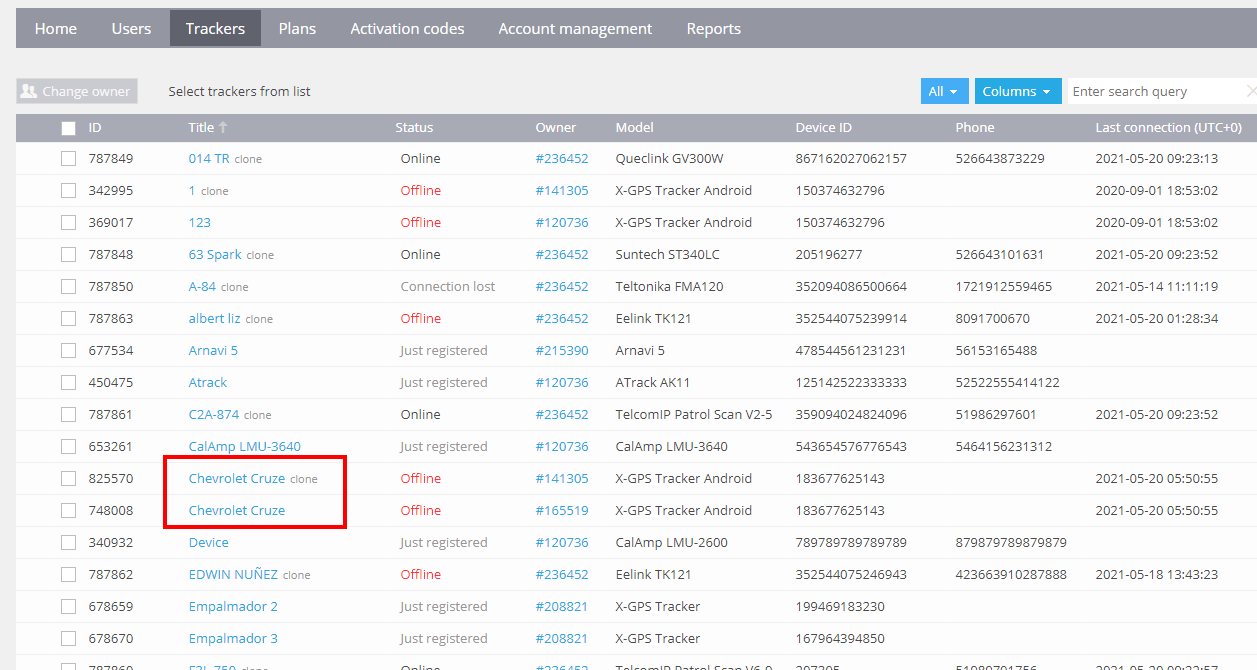 Home Users Trackers Plans Activation codes Account management Reports
Change owner Select trackers from list All Columns Enter search query
ID Title Status Owner Model Device ID Phone Last connection (UTC+0)
787849 014 TR clone Online #236452 Queclink GV300W 867162027062157 526643873229 2021-05-20 09:23:13
342995 1 clone Offline #141305 X-GPS Tracker Android 150374632796 2020-09-01 18:53:02
369017 123 Offline #120736 X-GPS Tracker Android 150374632796 2020-09-01 18:53:02
787848 63 Spark clone Online #236452 Suntech ST340LC 205196277 526643101631 2021-05-20 09:23:52
787850 A-84 clone Connection lost #236452 Teltonika FMA120 352094086500664 1721912559465 2021-05-14 11:11:19
787863 albert liz clone Offline #236452 Eelink TK121 352544075239914 8091700670 2021-05-20 01:28:34
677534 Arnavi 5 Just registered #215390 Arnavi 5 478544561231231 56153165488
450475 Atrack Just registered #120736 ATrack AK11 125142522333333 52522555414122
787861 C2A-874 clone Online #236452 TelcomIP Patrol Scan V2-5 359094024824096 51986297601 2021-05-20 09:23:52
653261 CalAmp LMU-3640 Just registered #120736 CalAmp LMU-3640 543654576776543 5464156231312
825570 Chevrolet Cruze clone Offline #141305 X-GPS Tracker Android 183677625143 2021-05-20 05:50:55
748008 Chevrolet Cruze Offline #165519 X-GPS Tracker Android 183677625143 2021-05-20 05:50:55
340932 Device Just registered #120736 CalAmp LMU-2600 789789789789789 879879789879879
787862 EDWIN NUÑEZ clone Offline #236452 Eelink TK121 352544075246943 423663910287888 2021-05-18 13:43:23
678659 Empalmador 2 Just registered #208821 X-GPS Tracker 199469183230
678670 Empalmador 3 Just registered #208821 X-GPS Tracker 167964394850